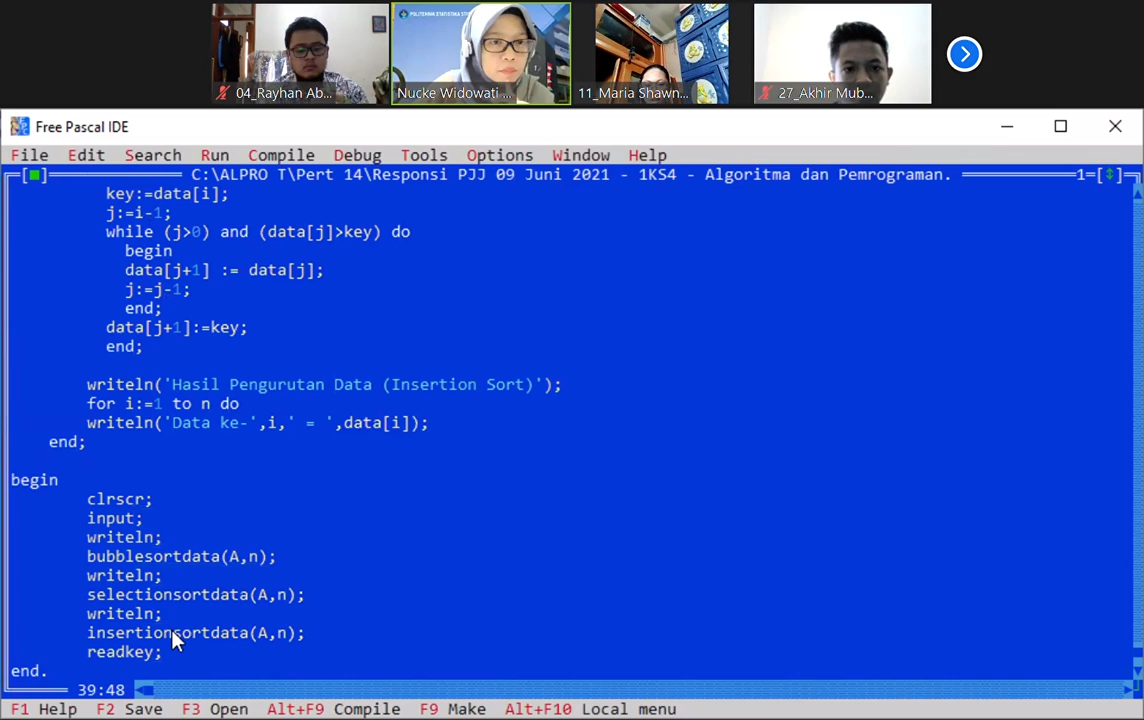 POLITEKNIK STATISTIKA
04_Rayhan Ab...
Nucke Widowati ...
11_Maria Shawn...
27_Akhir Mub...
Free Pascal IDE
File Edit Search Run Compile Debug Tools Options Window Help
C:\ALPRO T\Pert 14\Responsi PJJ 09 Juni 2021 - 1KS4 - Algoritma dan Pemrograman. 1=[↕]
key:=data[i];
j:=i-1;
while (j>0) and (data[j]>key) do
begin
data[j+1] := data[j];
j:=j-1;
end;
data[j+1]:=key;
end;
writeln('Hasil Pengurutan Data (Insertion Sort)');
for i:=1 to n do
writeln('Data ke-',i,' = ',data[i]);
end;
begin
clrscr;
input;
writeln;
bubblesortdata(A,n);
writeln;
selectionsortdata(A,n);
writeln;
insertionsortdata(A,n);
readkey;
end.
39:48
F1 Help F2 Save F3 Open Alt+F9 Compile F9 Make Alt+F10 Local menu